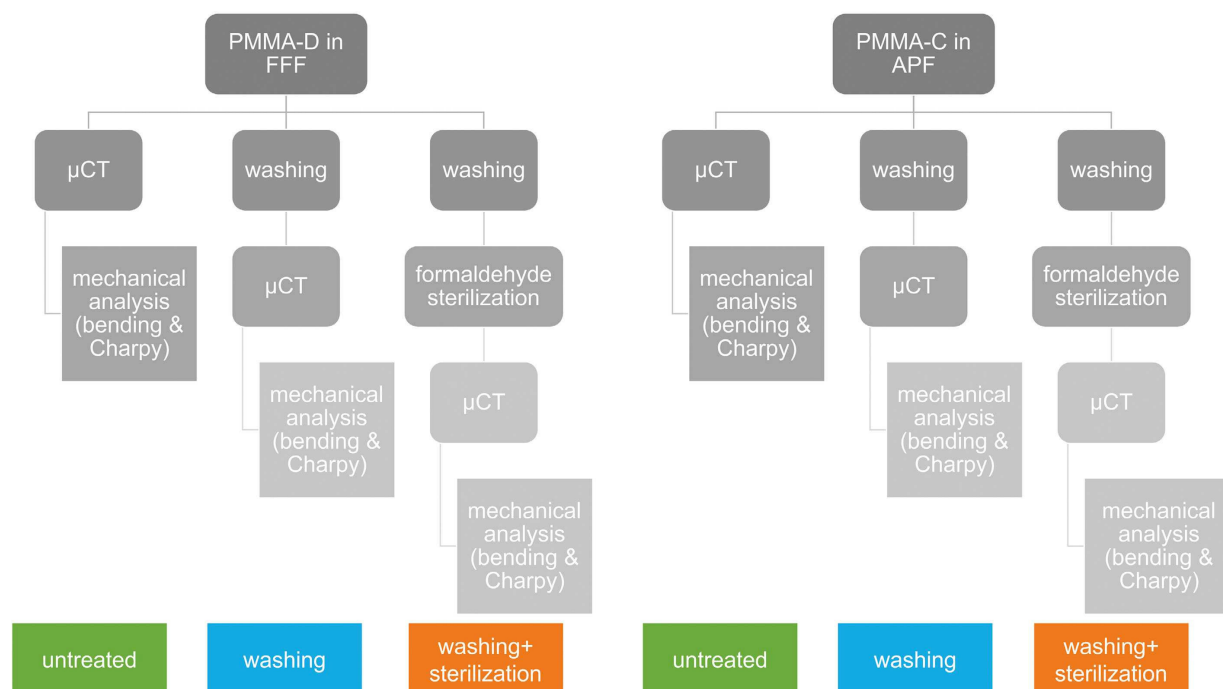 PMMA-D in
FFF
µCT
washing
washing
mechanical
analysis
(bending &
Charpy)
µCT
formaldehyde
sterilization
mechanical
analysis
(bending &
Charpy)
µCT
mechanical
analysis
(bending &
Charpy)
untreated
washing
washing+
sterilization
PMMA-C in
APF
µCT
washing
washing
mechanical
analysis
(bending &
Charpy)
µCT
formaldehyde
sterilization
mechanical
analysis
(bending &
Charpy)
µCT
mechanical
analysis
(bending &
Charpy)
untreated
washing
washing+
sterilization